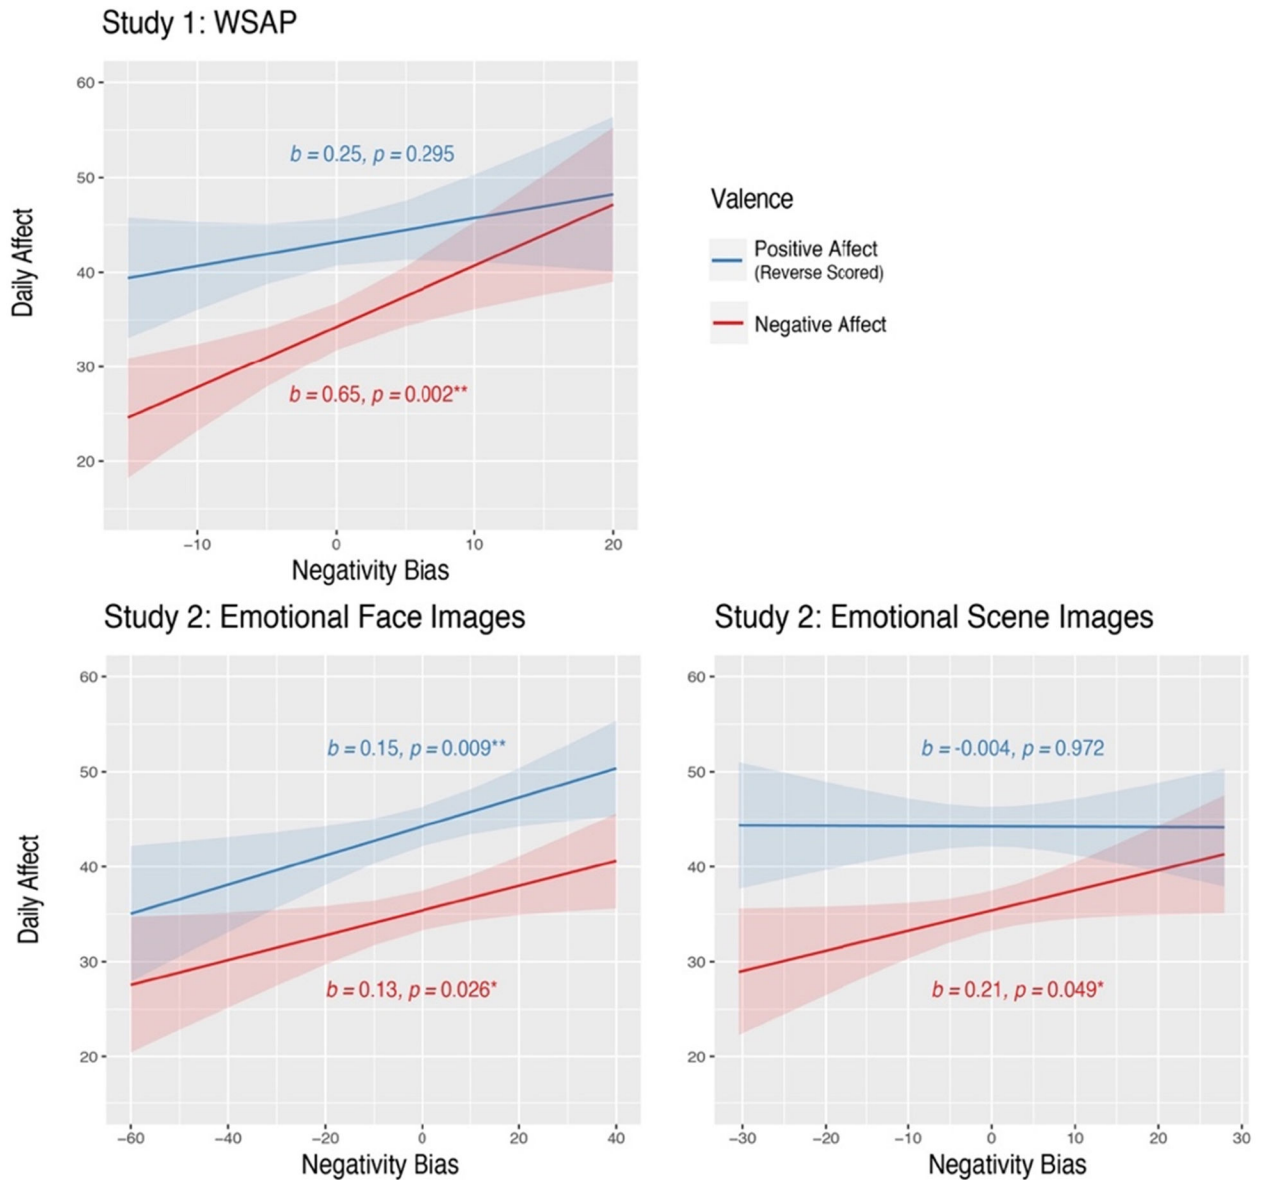 Study 1: WSAP
60
50
40
30
20
Daily Affect
b = 0.25, p = 0.295
b = 0.65, p = 0.002**
−10
0
10
20
Negativity Bias
Valence
Positive Affect
(Reverse Scored)
Negative Affect
Study 2: Emotional Face Images
60
50
40
30
20
Daily Affect
b = 0.15, p = 0.009**
b = 0.13, p = 0.026*
−60
−40
−20
0
20
40
Negativity Bias
Study 2: Emotional Scene Images
60
50
40
30
20
b = -0.004, p = 0.972
b = 0.21, p = 0.049*
−30
−20
−10
0
10
20
30
Negativity Bias